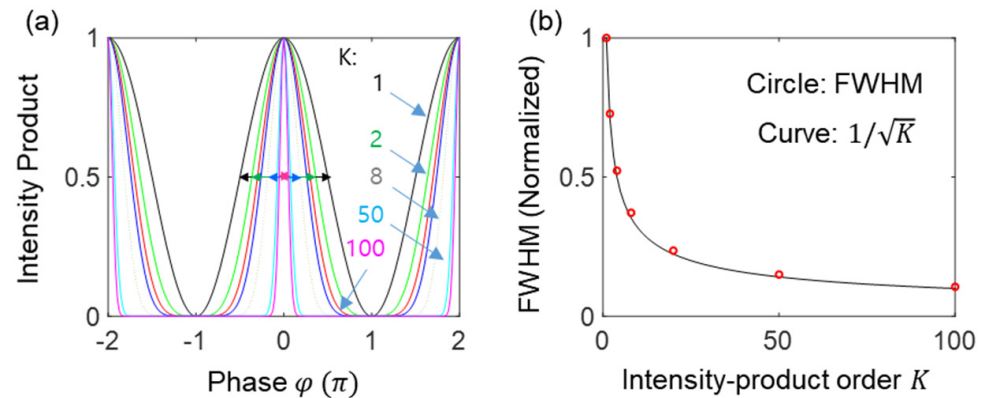 (a)
Intensity Product
1
0.5
0
K:
1
2
8
50
100
-2
-1
0
1
2
Phase φ (π)
(b)
FWHM (Normalized)
1
0.5
0
Circle: FWHM
Curve: 1/√K
0
50
100
Intensity-product order K